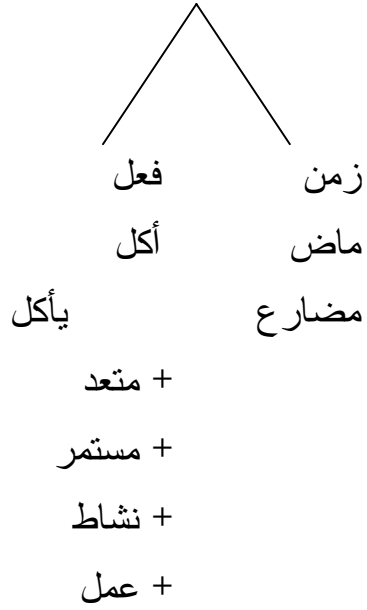 زمن فعل
ماض أكل
مضارع يأكل
+ متعد
+ مستمر
+ نشاط
+ عمل